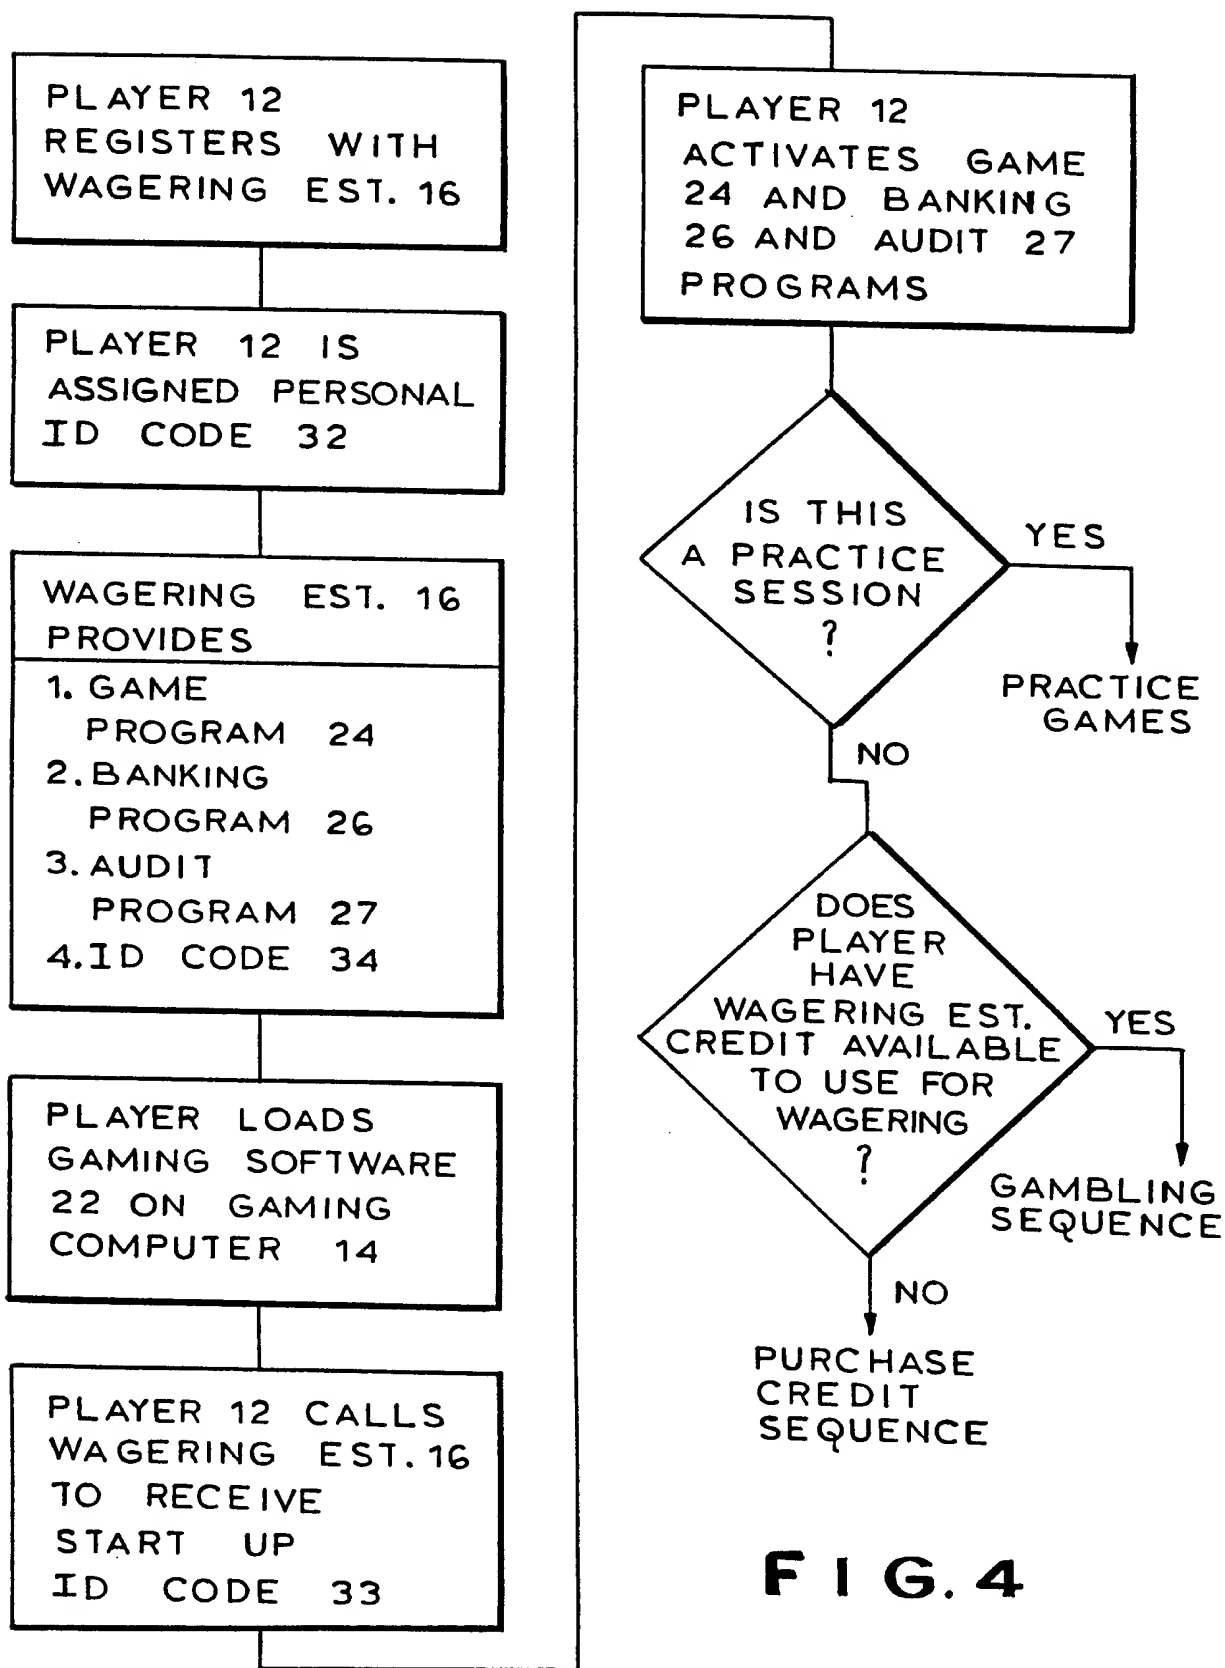 PLAYER 12
REGISTERS WITH
WAGERING EST. 16
PLAYER 12 IS
ASSIGNED PERSONAL
ID CODE 32
WAGERING EST. 16
PROVIDES
1. GAME
PROGRAM 24
2. BANKING
PROGRAM 26
3. AUDIT
PROGRAM 27
4. ID CODE 34
PLAYER LOADS
GAMING SOFTWARE
22 ON GAMING
COMPUTER 14
PLAYER 12 CALLS
WAGERING EST. 16
TO RECEIVE
START UP
ID CODE 33
PLAYER 12
ACTIVATES GAME
24 AND BANKING
26 AND AUDIT 27
PROGRAMS
IS THIS
A PRACTICE
SESSION
?
YES
PRACTICE
GAMES
NO
DOES
PLAYER
HAVE
WAGERING EST.
CREDIT AVAILABLE
TO USE FOR
WAGERING
?
YES
GAMBLING
SEQUENCE
NO
PURCHASE
CREDIT
SEQUENCE
FIG. 4